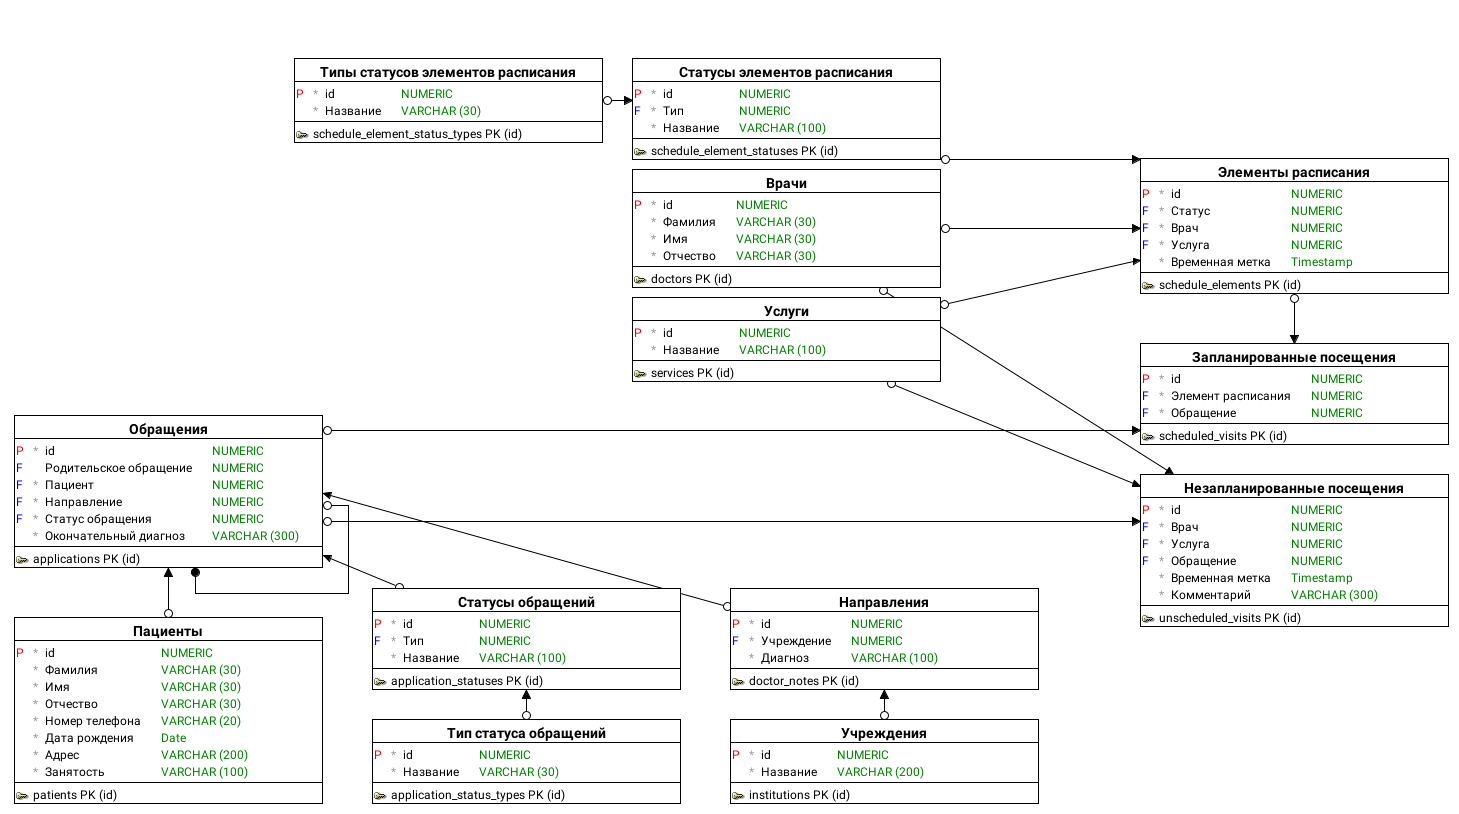 Типы статусов элементов расписания
P * id NUMERIC
* Название VARCHAR (30)
schedule_element_status_types PK (id)
Статусы элементов расписания
P * id NUMERIC
F * Тип NUMERIC
* Название VARCHAR (100)
schedule_element_statuses PK (id)
Врачи
P * id NUMERIC
* Фамилия VARCHAR (30)
* Имя VARCHAR (30)
* Отчество VARCHAR (30)
doctors PK (id)
Услуги
P * id NUMERIC
* Название VARCHAR (100)
services PK (id)
Элементы расписания
P * id NUMERIC
F * Статус NUMERIC
F * Врач NUMERIC
F * Услуга NUMERIC
* Временная метка Timestamp
schedule_elements PK (id)
Запланированные посещения
P * id NUMERIC
F * Элемент расписания NUMERIC
F * Обращение NUMERIC
scheduled_visits PK (id)
Обращения
P * id NUMERIC
F Родительское обращение NUMERIC
F * Пациент NUMERIC
F * Направление NUMERIC
F * Статус обращения NUMERIC
* Окончательный диагноз VARCHAR (300)
applications PK (id)
Незапланированные посещения
P * id NUMERIC
F * Врач NUMERIC
F * Услуга NUMERIC
F * Обращение NUMERIC
* Временная метка Timestamp
* Комментарий VARCHAR (300)
unscheduled_visits PK (id)
Пациенты
P * id NUMERIC
* Фамилия VARCHAR (30)
* Имя VARCHAR (30)
* Отчество VARCHAR (30)
* Номер телефона VARCHAR (20)
* Дата рождения Date
* Адрес VARCHAR (200)
* Занятость VARCHAR (100)
patients PK (id)
Статусы обращений
P * id NUMERIC
F * Тип NUMERIC
* Название VARCHAR (100)
application_statuses PK (id)
Направления
P * id NUMERIC
F * Учреждение NUMERIC
* Диагноз VARCHAR (100)
doctor_notes PK (id)
Тип статуса обращений
P * id NUMERIC
* Название VARCHAR (30)
application_status_types PK (id)
Учреждения
P * id NUMERIC
* Название VARCHAR (200)
institutions PK (id)